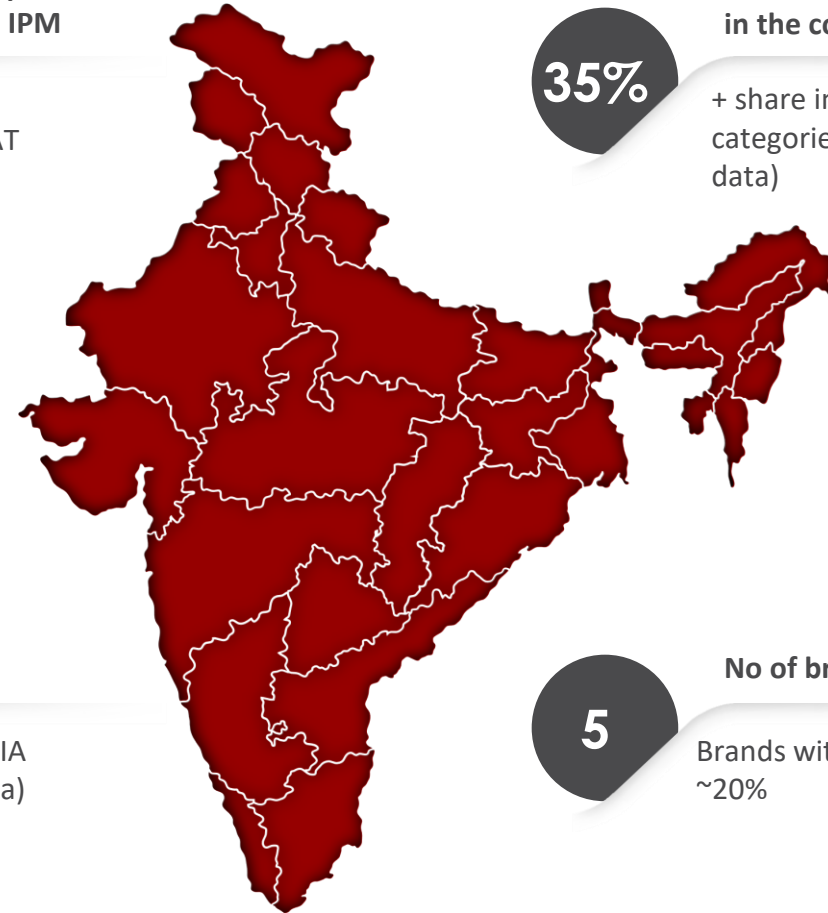 IPM
AT
35%
in the co
+ share in
categorie
data)
IA
a)
5
No of br
Brands wit
~20%